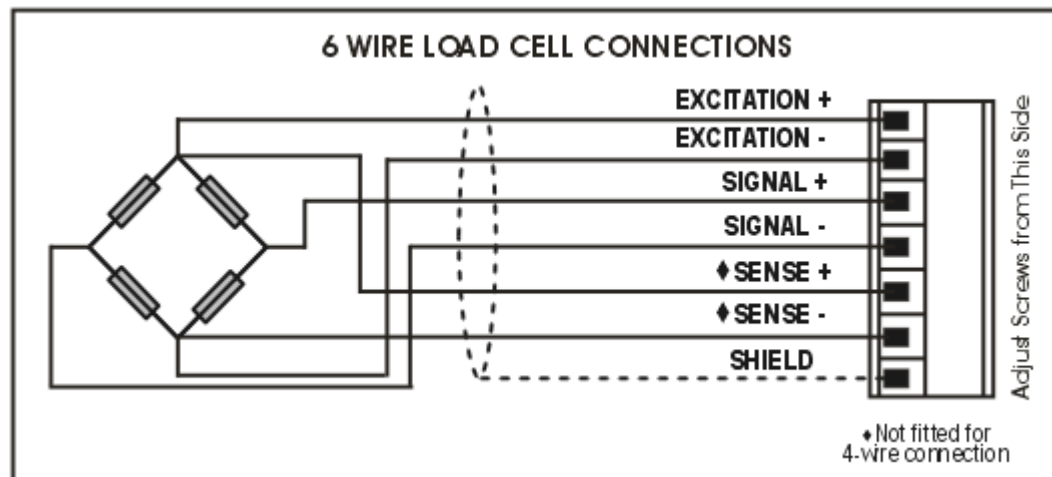 6 WIRE LOAD CELL CONNECTIONS
EXCITATION +
EXCITATION -
SIGNAL +
SIGNAL -
♦SENSE +
♦SENSE -
SHIELD
Adjust Screws from This Side
♦Not fitted for
4-wire connection